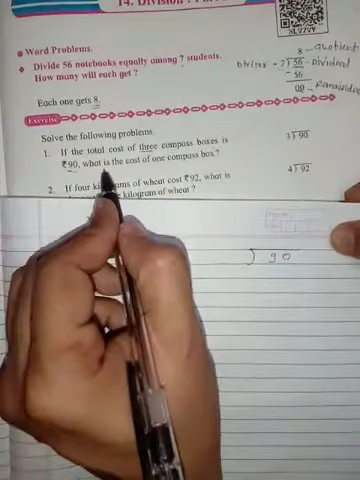 14. Division : Part
XLV7VY
Word Problems.
Divide 56 notebooks equally among 7 students.
How many will each get ?
8 — quotient
Divisor - 7)56 - Dividend
- 56
00 - Remainder
Each one gets 8.
Exercise
Solve the following problems.
1. If the total cost of three compass boxes is
₹90, what is the cost of one compass box?
3)90
2. If four kilograms of wheat cost ₹92, what is
kilogram of wheat ?
4)92
)90